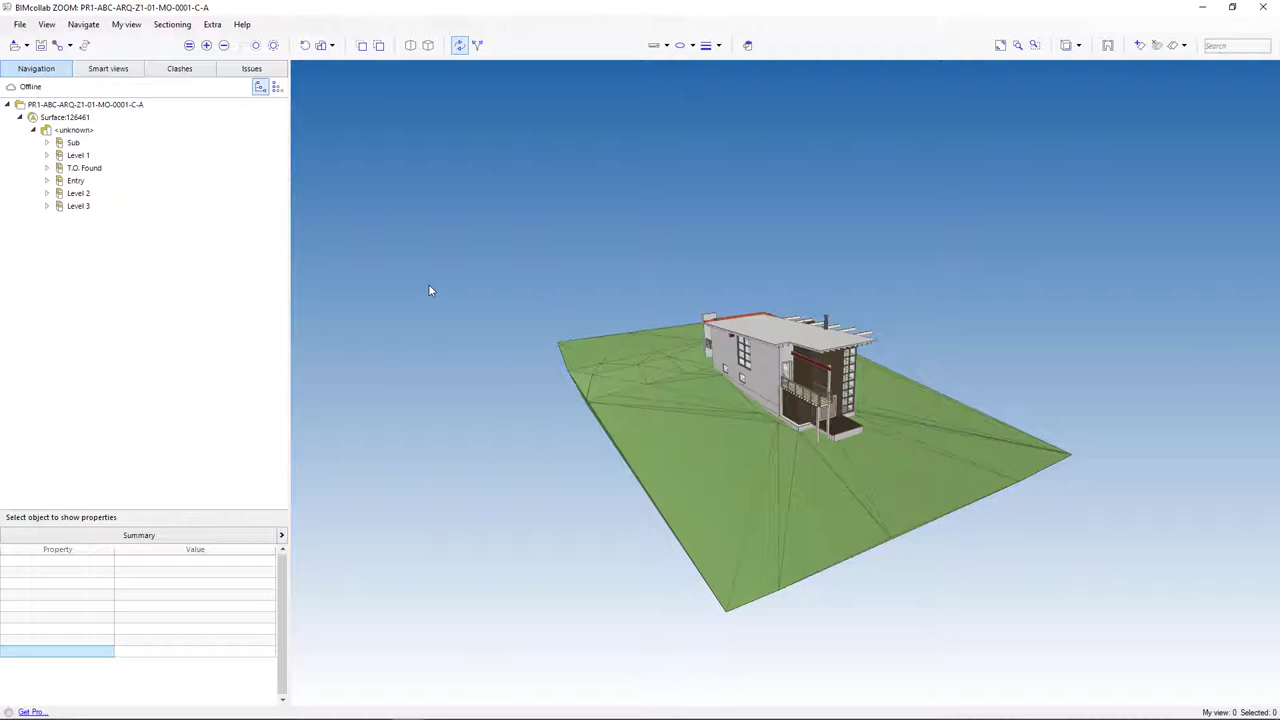 BIMcollab ZOOM: PR1-ABC-ARQ-Z1-01-MO-0001-C-A
File View Navigate My view Sectioning Extra Help
Search
Navigation Smart views Clashes Issues
Offline
PR1-ABC-ARQ-Z1-01-MO-0001-C-A
Surface:126461
<unknown>
Sub
Level 1
T.O. Found
Entry
Level 2
Level 3
Select object to show properties
Summary
Property Value
Get Pro... My view: 0 Selected: 0